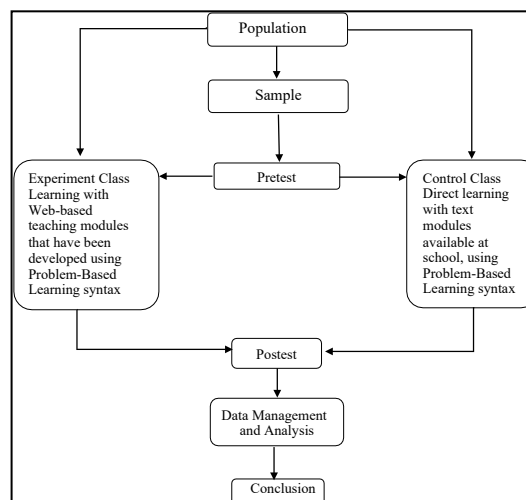 Population
Sample
Pretest
Experiment Class
Learning with
Web-based
teaching modules
that have been
developed using
Problem-Based
Learning syntax
Control Class
Direct learning
with text
modules
available at
school, using
Problem-Based
Learning syntax
Postest
Data Management
and Analysis
Conclusion